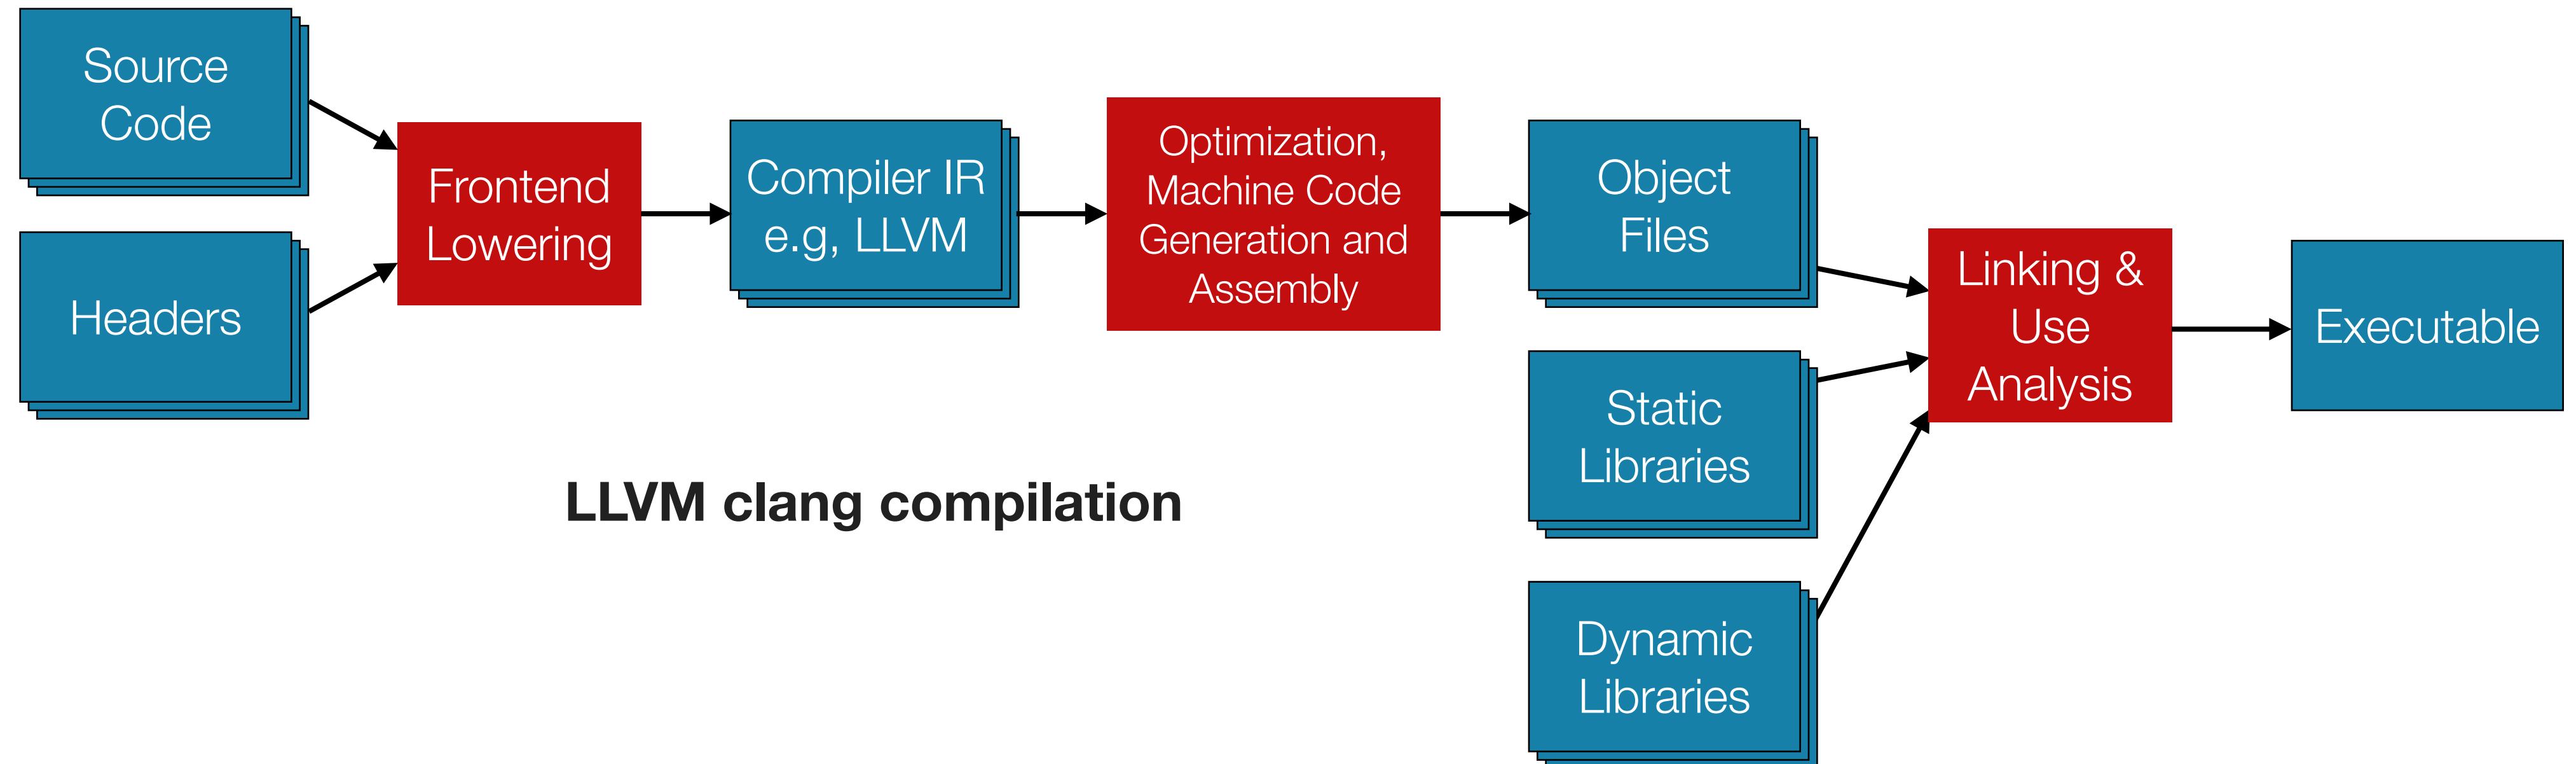 Source
Code
Headers
Frontend
Lowering
Compiler IR
e.g, LLVM
Optimization,
Machine Code
Generation and
Assembly
Object
Files
Static
Libraries
Dynamic
Libraries
Linking &
Use
Analysis
Executable
LLVM clang compilation